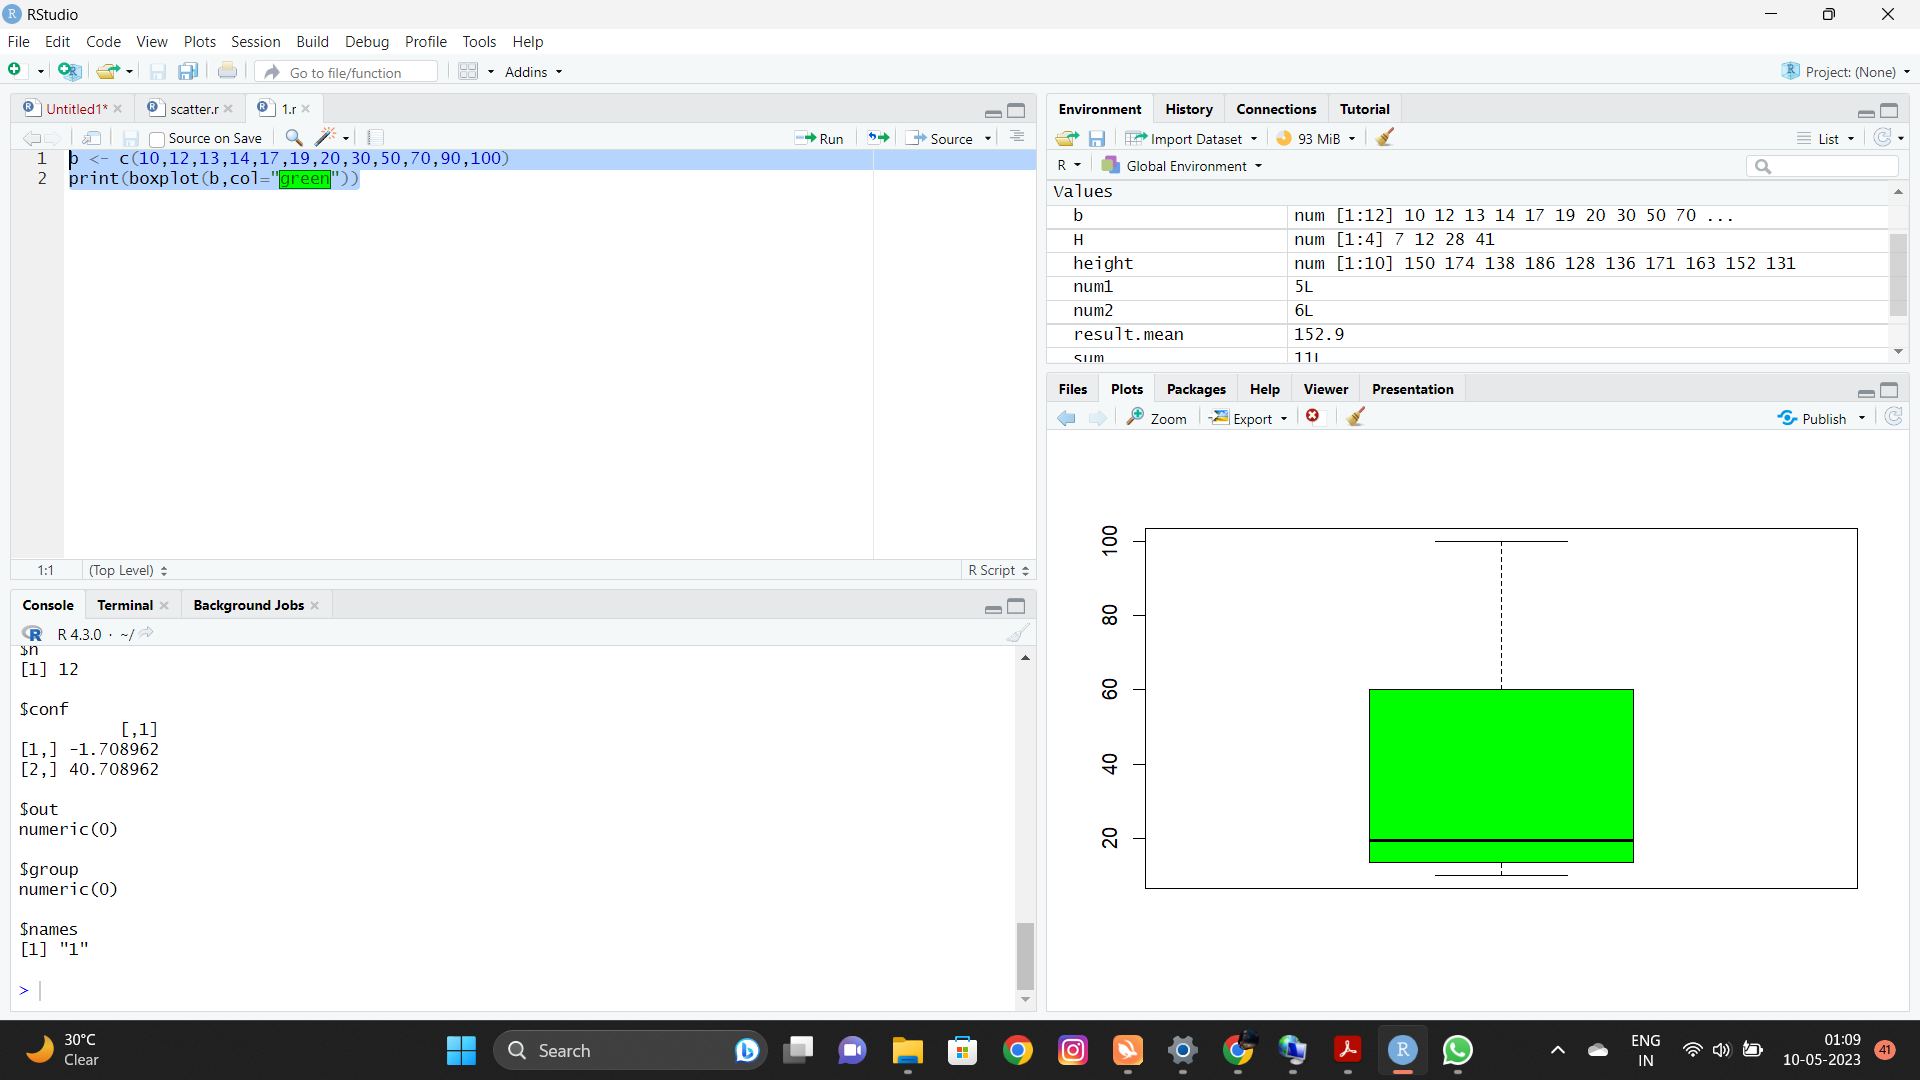 RStudio
File Edit Code View Plots Session Build Debug Profile Tools Help
Go to file/function Addins Project: (None)
Untitled1* scatter.r 1.r
Source on Save Run Source
1 b <- c(10,12,13,14,17,19,20,30,50,70,90,100)
2 print(boxplot(b,col="green"))
1:1 (Top Level) R Script
Console Terminal Background Jobs
R 4.3.0 · ~/
$n
[1] 12
$conf
[,1]
[1,] -1.708962
[2,] 40.708962
$out
numeric(0)
$group
numeric(0)
$names
[1] "1"
>
Environment History Connections Tutorial
Import Dataset 93 MiB List
R Global Environment
Values
b num [1:12] 10 12 13 14 17 19 20 30 50 70 ...
H num [1:4] 7 12 28 41
height num [1:10] 150 174 138 186 128 136 171 163 152 131
num1 5L
num2 6L
result.mean 152.9
sum 11L
Files Plots Packages Help Viewer Presentation
Zoom Export Publish
100
80
60
40
20
30°C
Clear
Search
ENG
IN
01:09
10-05-2023
41